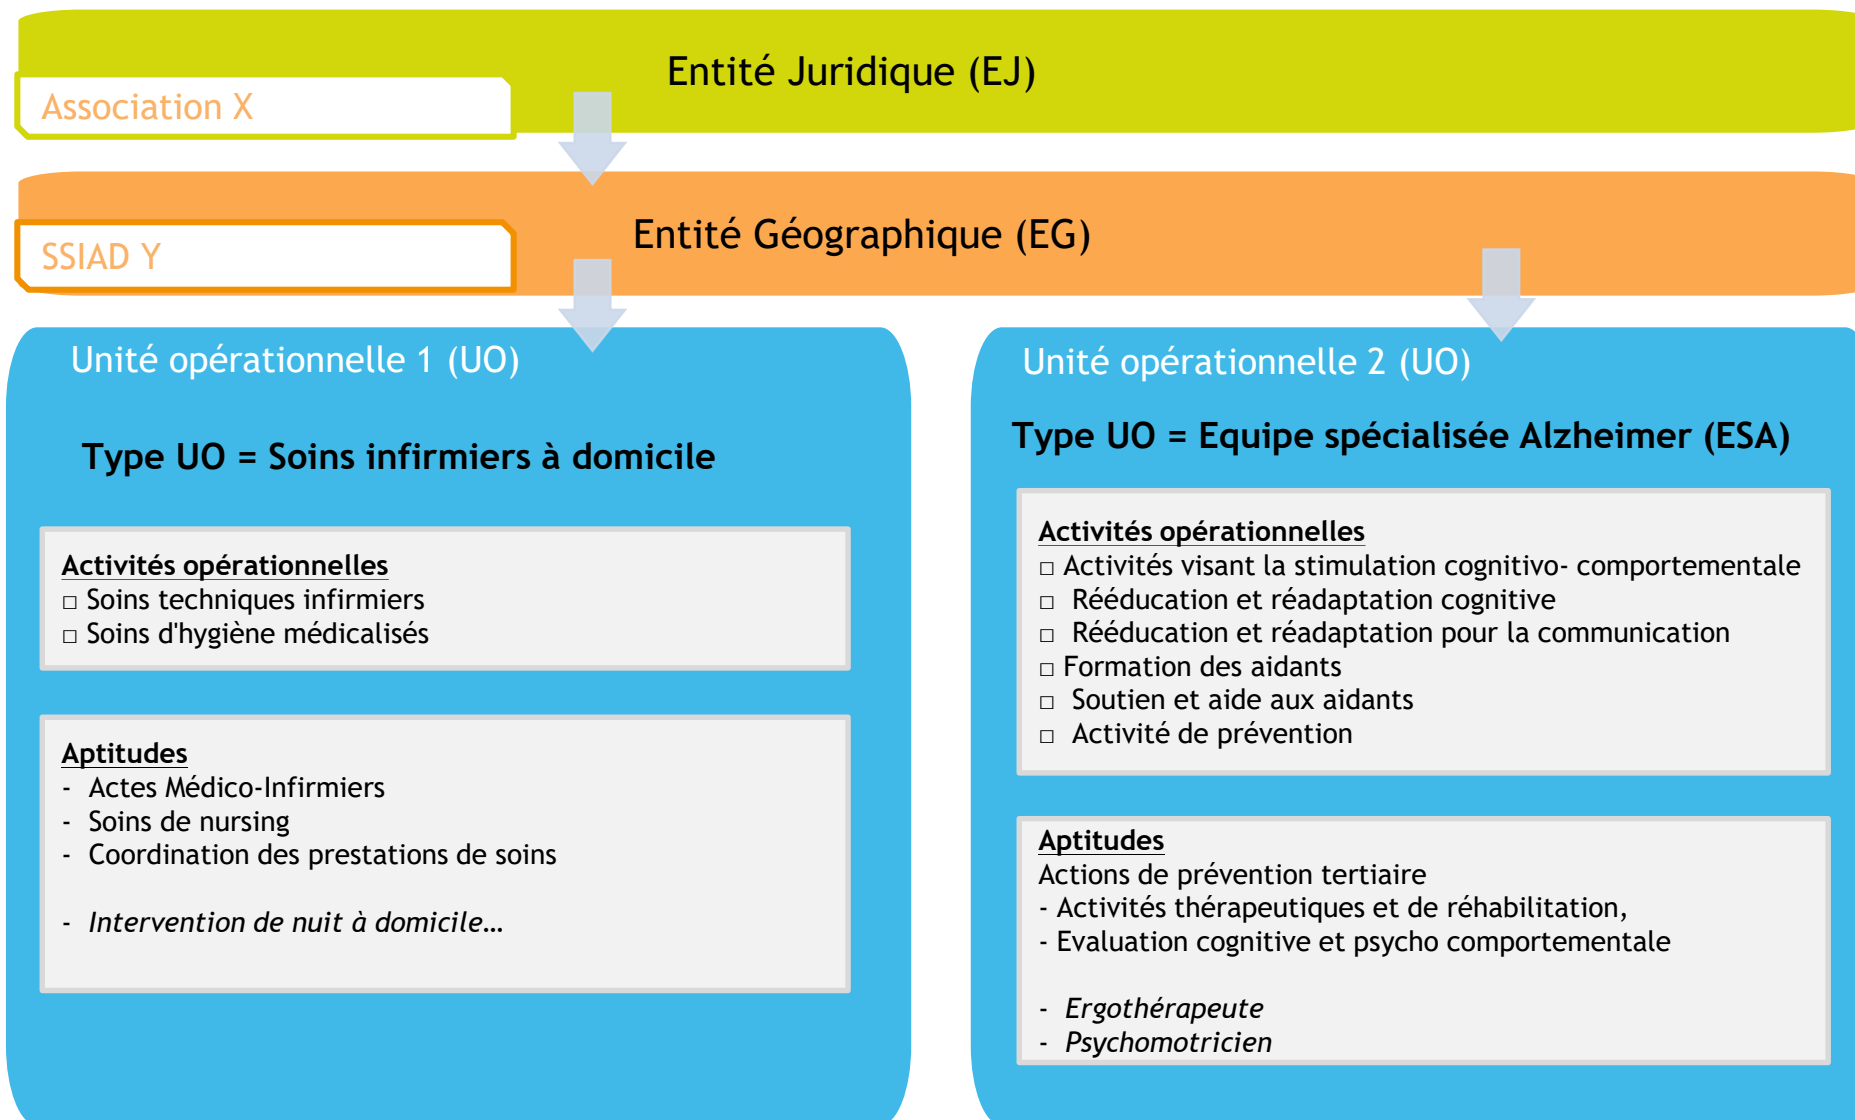 Entité Juridique (EJ)
Association X
Entité Géographique (EG)
SSIAD Y
Unité opérationnelle 1 (UO)
Type UO = Soins infirmiers à domicile
Activités opérationnelles
□ Soins techniques infirmiers
□ Soins d'hygiène médicalisés
Aptitudes
- Actes Médico-Infirmiers
- Soins de nursing
- Coordination des prestations de soins
- Intervention de nuit à domicile…
Unité opérationnelle 2 (UO)
Type UO = Equipe spécialisée Alzheimer (ESA)
Activités opérationnelles
□ Activités visant la stimulation cognitivo- comportementale
□ Rééducation et réadaptation cognitive
□ Rééducation et réadaptation pour la communication
□ Formation des aidants
□ Soutien et aide aux aidants
□ Activité de prévention
Aptitudes
Actions de prévention tertiaire
- Activités thérapeutiques et de réhabilitation,
- Evaluation cognitive et psycho comportementale
- Ergothérapeute
- Psychomotricien